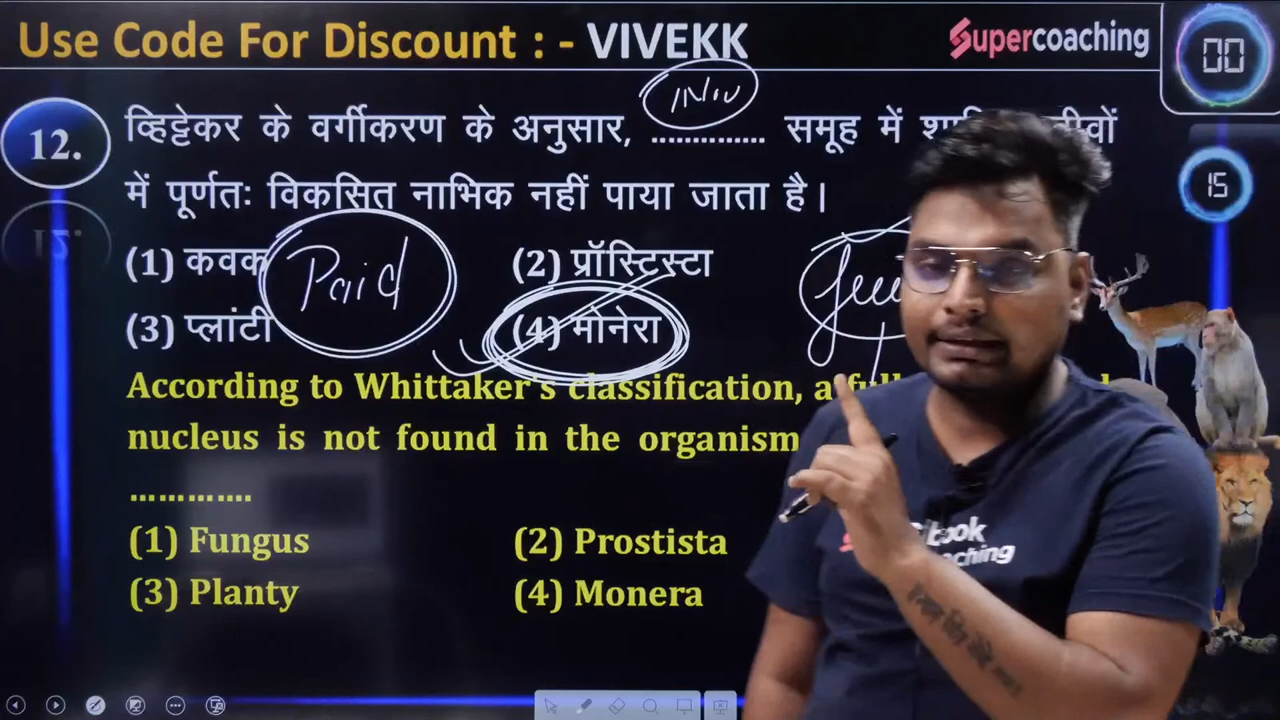 Use Code For Discount : - VIVEKK
Supercoaching
00
12.
व्हिट्टेकर के वर्गीकरण के अनुसार, .............. समूह में
में पूर्णतः विकसित नाभिक नहीं पाया जाता है।
15
(1) कवक
(2) प्रॉस्टिस्टा
Paid
(3) प्लांटी
(4) मोनेरा
According to Whittaker's classification, a
nucleus is not found in the organism
.............
(1) Fungus
(2) Prostista
(3) Planty
(4) Monera